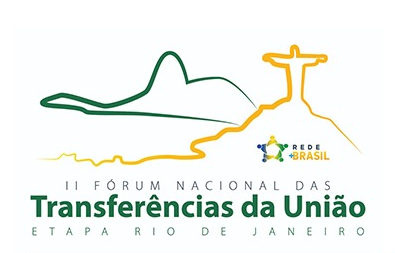 REDE
+BRASIL
II FÓRUM NACIONAL DAS
Transferências da União
ETAPA RIO DE JANEIRO